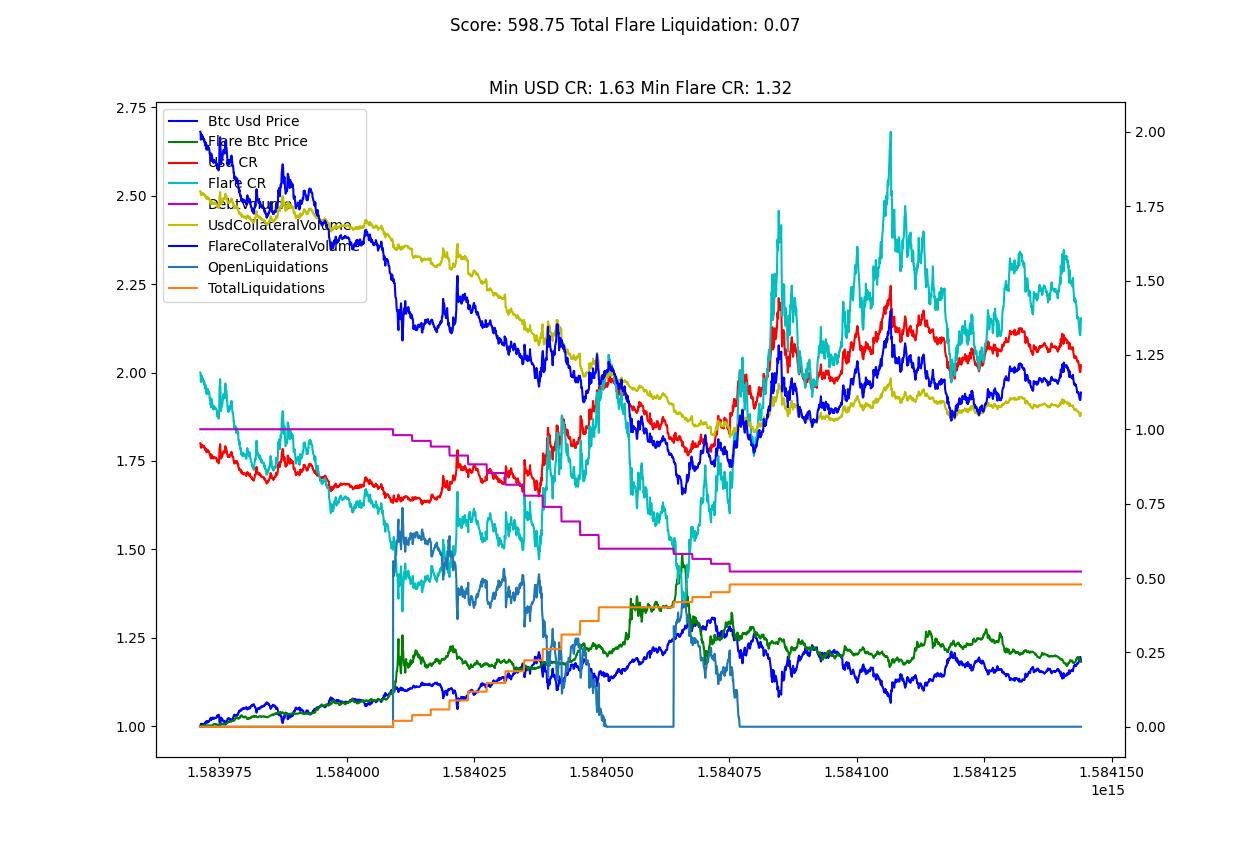 Score: 598.75 Total Flare Liquidation: 0.07
Min USD CR: 1.63 Min Flare CR: 1.32
Btc Usd Price
Flare Btc Price
Usd CR
Flare CR
DebtVolume
UsdCollateralVolume
FlareCollateralVolume
OpenLiquidations
TotalLiquidations
2.75
2.50
2.25
2.00
1.75
1.50
1.25
1.00
2.00
1.75
1.50
1.25
1.00
0.75
0.50
0.25
0.00
1.583975 1.584000 1.584025 1.584050 1.584075 1.584100 1.584125 1.584150
1e15